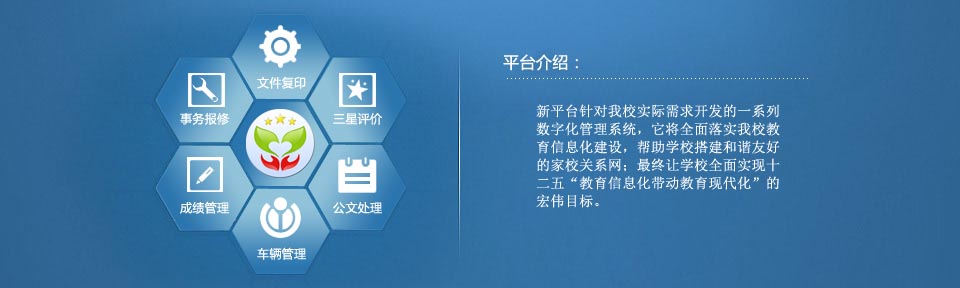 文件复印
事务报修
三星评价
成绩管理
公文处理
车辆管理
平台介绍：
新平台针对我校实际需求开发的一系列
数字化管理系统，它将全面落实我校教
育信息化建设，帮助学校搭建和谐友好
的家校关系网；最终让学校全面实现十
二五“教育信息化带动教育现代化”的
宏伟目标。